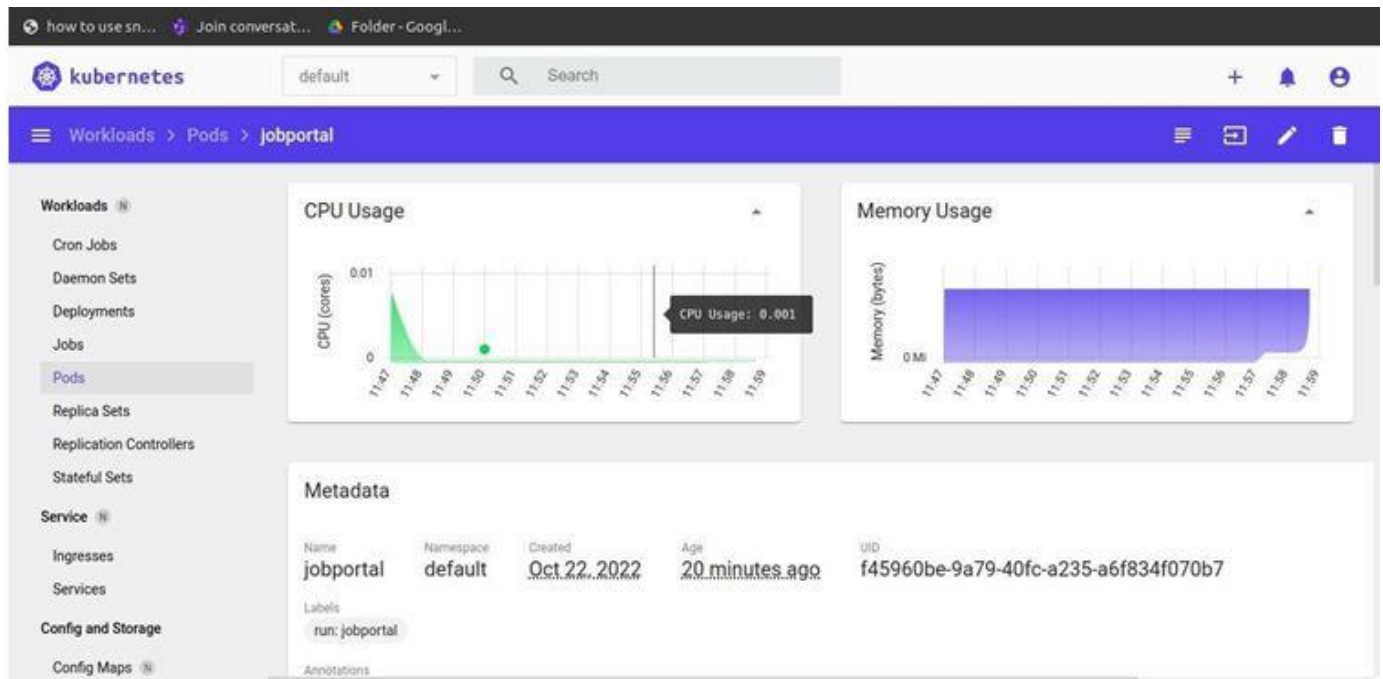 how to use sn... Join conversat... Folder - Googl...
kubernetes default Search +
Workloads > Pods > jobportal
Workloads N
Cron Jobs
Daemon Sets
Deployments
Jobs
Pods
Replica Sets
Replication Controllers
Stateful Sets
Service N
Ingresses
Services
Config and Storage
Config Maps N
CPU Usage
CPU (cores)
0.01
0
CPU Usage: 0.001
11:47 11:48 11:49 11:50 11:51 11:52 11:53 11:54 11:55 11:56 11:57 11:58 11:59
Memory Usage
Memory (bytes)
0 Mi
11:47 11:48 11:49 11:50 11:51 11:52 11:53 11:54 11:55 11:56 11:57 11:58 11:59
Metadata
Name Namespace Created Age UID
jobportal default Oct 22, 2022 20 minutes ago f45960be-9a79-40fc-a235-a6f834f070b7
Labels
run: jobportal
Annotations